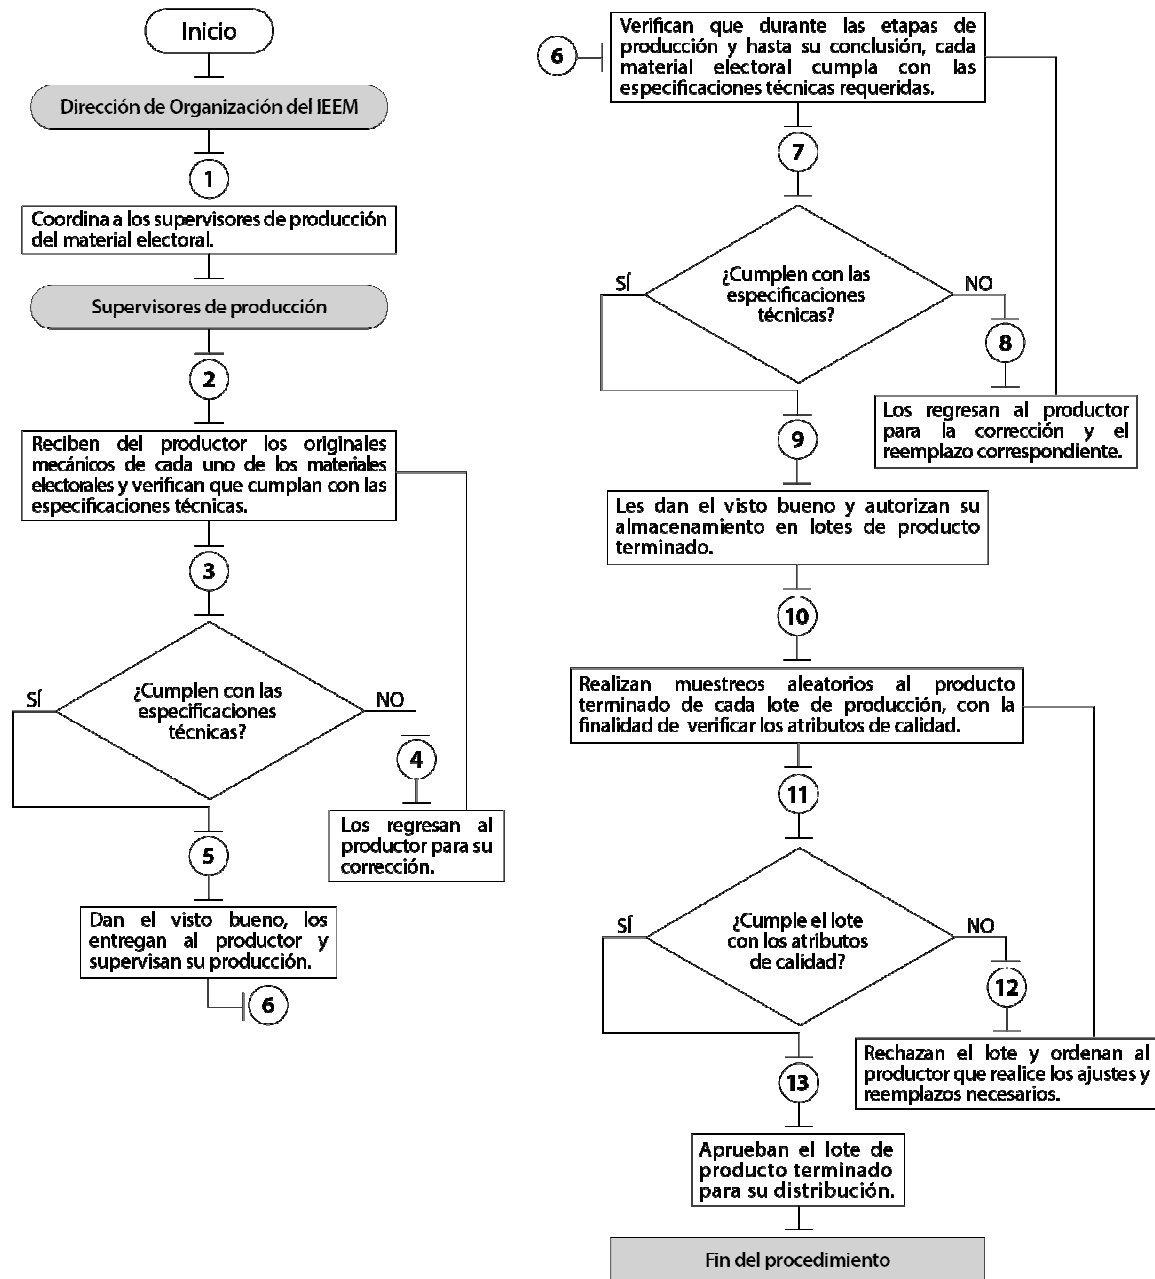 Inicio
Dirección de Organización del IEEM
1
Coordina a los supervisores de producción
del material electoral.
Supervisores de producción
2
Reciben del productor los originales
mecánicos de cada uno de los materiales
electorales y verifican que cumplan con las
especificaciones técnicas.
3
¿Cumplen con las
especificaciones
técnicas?
SÍ
NO
4
Los regresan al
productor para su
corrección.
5
Dan el visto bueno, los
entregan al productor y
supervisan su producción.
6
6
Verifican que durante las etapas de
producción y hasta su conclusión, cada
material electoral cumpla con las
especificaciones técnicas requeridas.
7
¿Cumplen con las
especificaciones
técnicas?
SÍ
NO
8
Los regresan al productor
para la corrección y el
reemplazo correspondiente.
9
Les dan el visto bueno y autorizan su
almacenamiento en lotes de producto
terminado.
10
Realizan muestreos aleatorios al producto
terminado de cada lote de producción, con la
finalidad de verificar los atributos de calidad.
11
¿Cumple el lote
con los atributos
de calidad?
SÍ
NO
12
Rechazan el lote y ordenan al
productor que realice los ajustes y
reemplazos necesarios.
13
Aprueban el lote de
producto terminado
para su distribución.
Fin del procedimiento